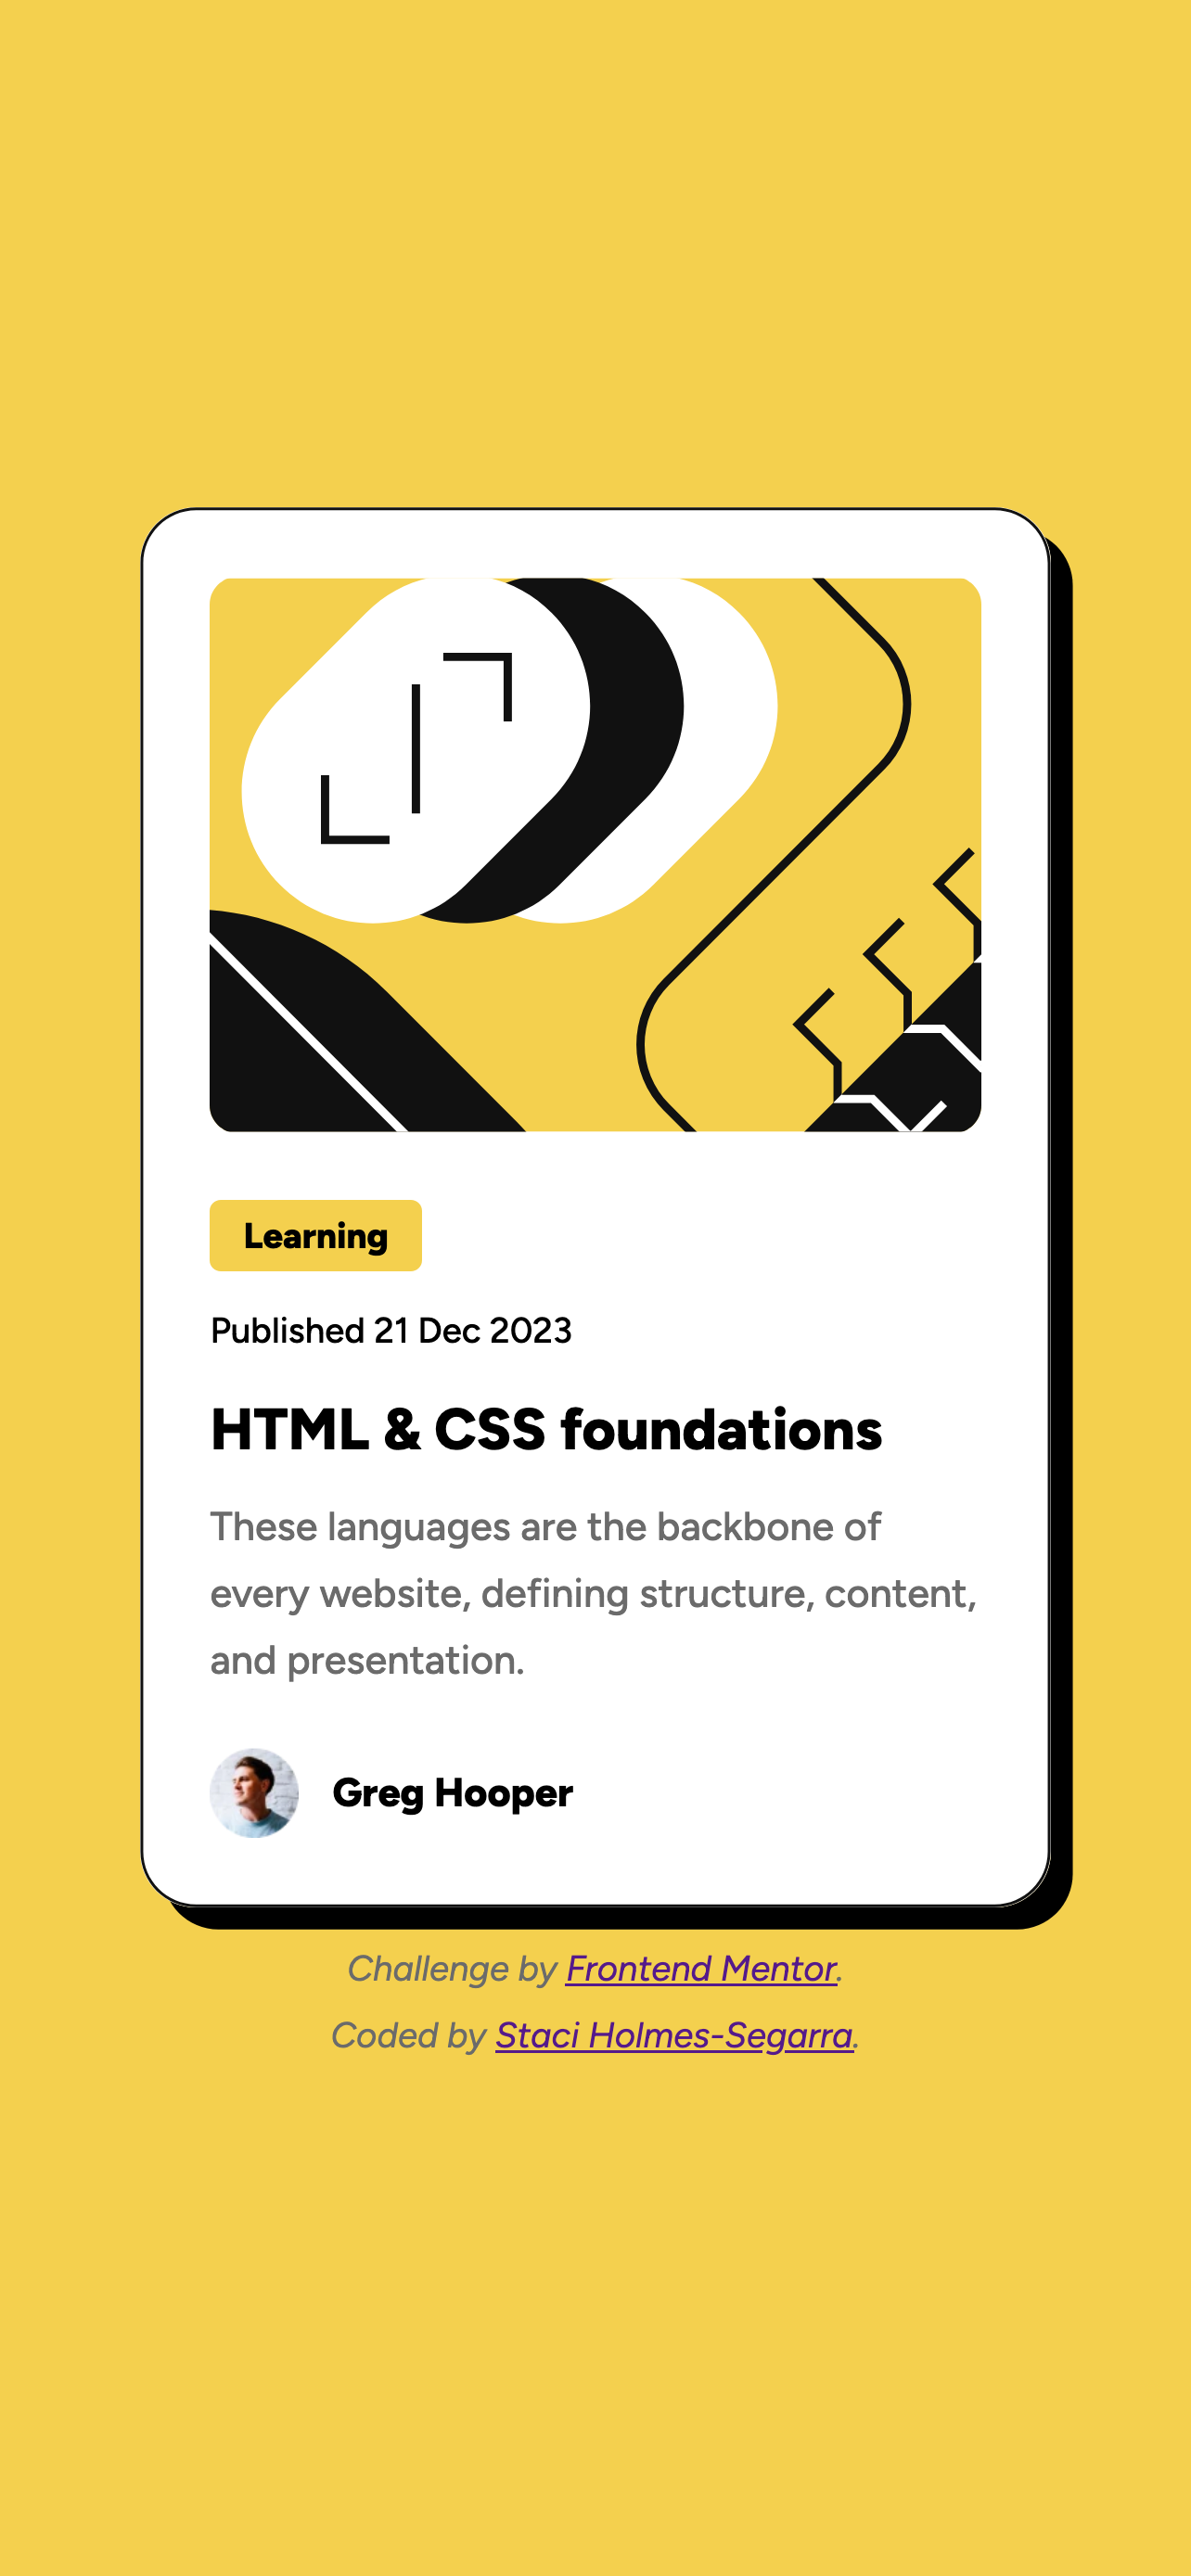 Learning
Published 21 Dec 2023
HTML & CSS foundations
These languages are the backbone of
every website, defining structure, content,
and presentation.
Greg Hooper
Challenge by Frontend Mentor.
Coded by Staci Holmes-Segarra.